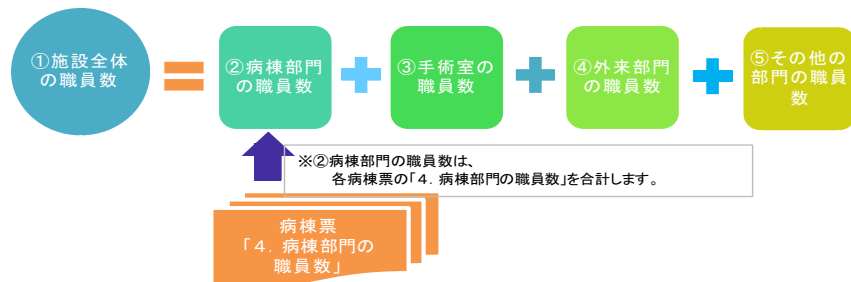 ①施設全体
の職員数
②病棟部門
の職員数
③手術室の
職員数
④外来部門
の職員数
⑤その他の
部門の職員
数
※②病棟部門の職員数は、
各病棟票の「４．病棟部門の職員数」を合計します。
病棟票
「４．病棟部門の
職員数」